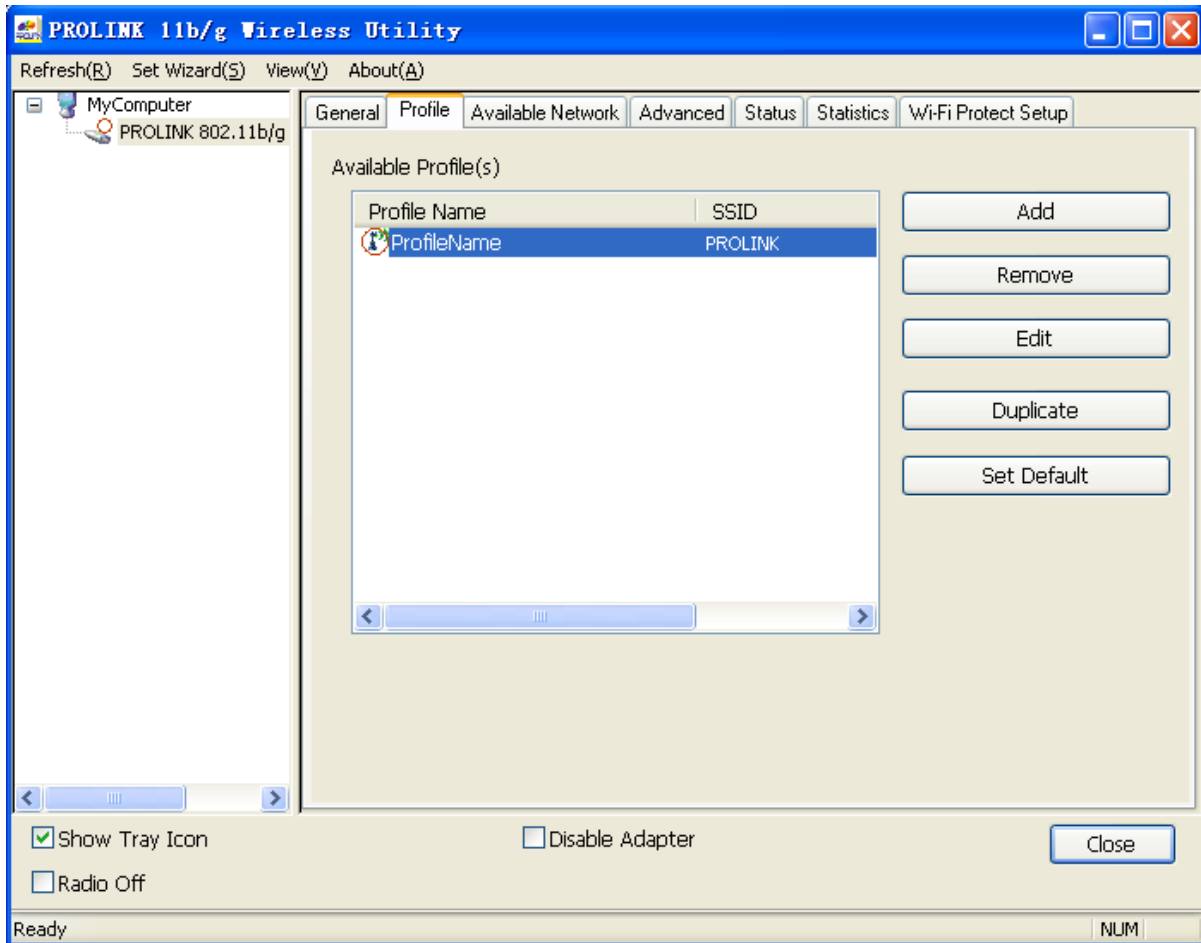 PROLINK 11b/g Wireless Utility
Refresh(R) Set Wizard(S) View(V) About(A)
MyComputer
PROLINK 802.11b/g
General Profile Available Network Advanced Status Statistics Wi-Fi Protect Setup
Available Profile(s)
Profile Name SSID
ProfileName PROLINK
Add
Remove
Edit
Duplicate
Set Default
Show Tray Icon
Disable Adapter
Close
Radio Off
Ready
NUM